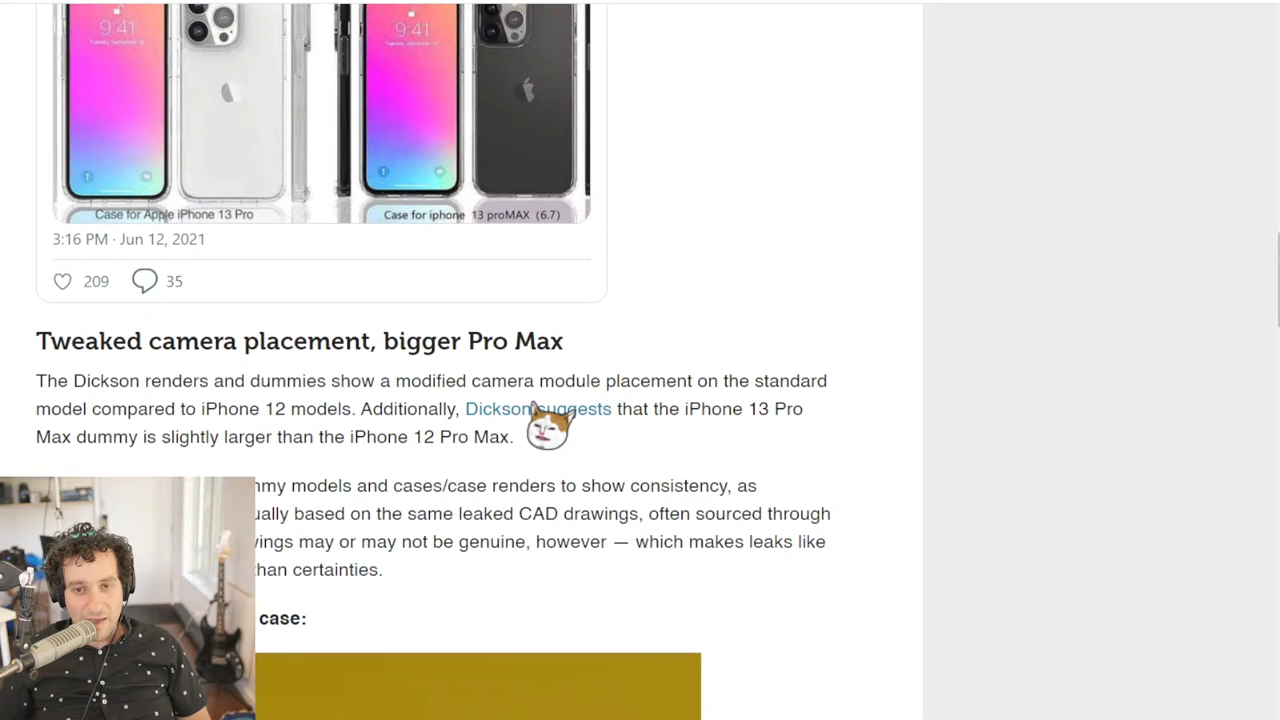 9:41
9:41
Case for Apple iPhone 13 Pro
Case for iphone 13 proMAX (6.7)
3:16 PM · Jun 12, 2021
209
35
Tweaked camera placement, bigger Pro Max
The Dickson renders and dummies show a modified camera module placement on the standard
model compared to iPhone 12 models. Additionally, Dickson suggests that the iPhone 13 Pro
Max dummy is slightly larger than the iPhone 12 Pro Max.
mmy models and cases/case renders to show consistency, as
ually based on the same leaked CAD drawings, often sourced through
wings may or may not be genuine, however — which makes leaks like
than certainties.
case: